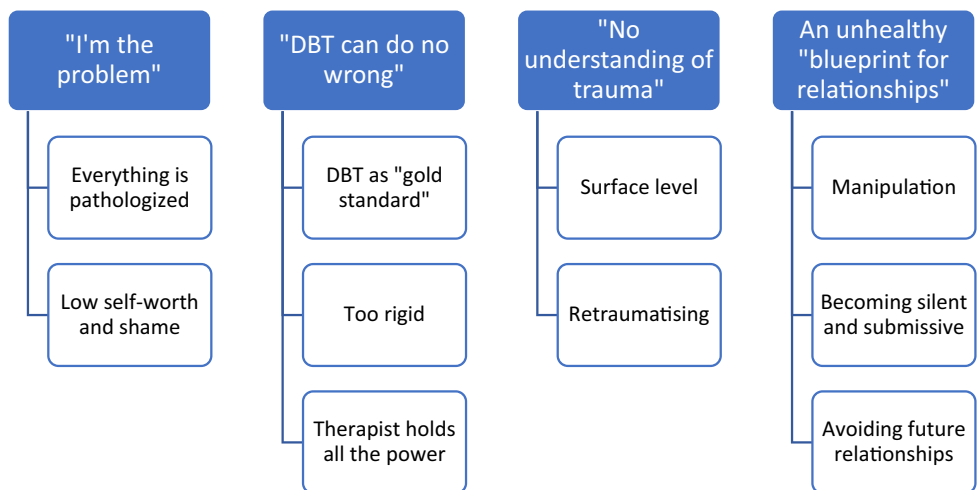 "I'm the
problem"
Everything is
pathologized
Low self-worth
and shame
"DBT can do no
wrong"
DBT as "gold
standard"
Too rigid
Therapist holds
all the power
"No
understanding of
trauma"
Surface level
Retraumatising
An unhealthy
"blueprint for
relationships"
Manipulation
Becoming silent
and submissive
Avoiding future
relationships